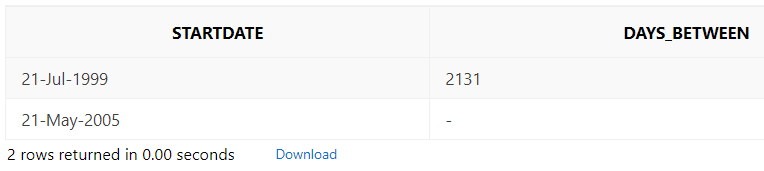 STARTDATE DAYS_BETWEEN
21-Jul-1999 2131
21-May-2005 -
2 rows returned in 0.00 seconds Download